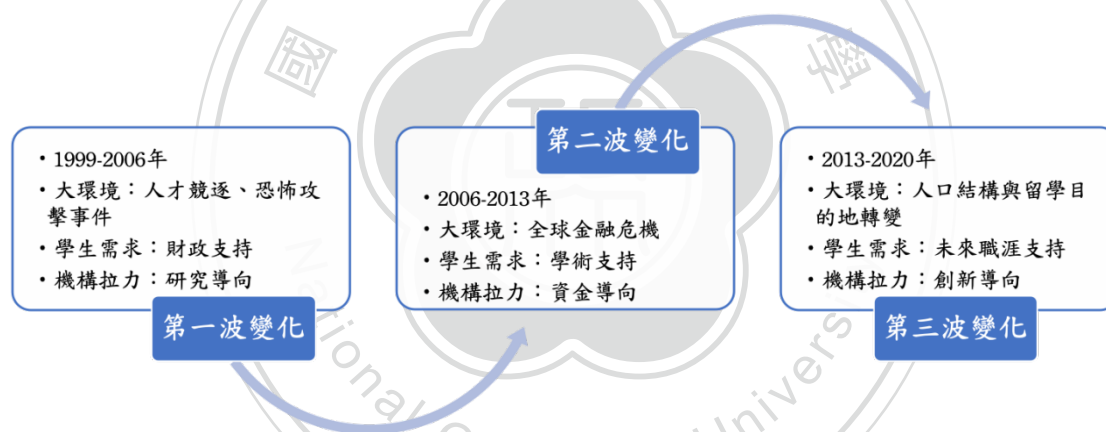 國
學
・1999-2006年
・大環境：人才競逐、恐怖攻
擊事件
・學生需求：財政支持
・機構拉力：研究導向
第一波變化
第二波變化
・2006-2013年
・大環境：全球金融危機
・學生需求：學術支持
・機構拉力：資金導向
・2013-2020年
・大環境：人口結構與留學目
的地轉變
・學生需求：未來職涯支持
・機構拉力：創新導向
第三波變化